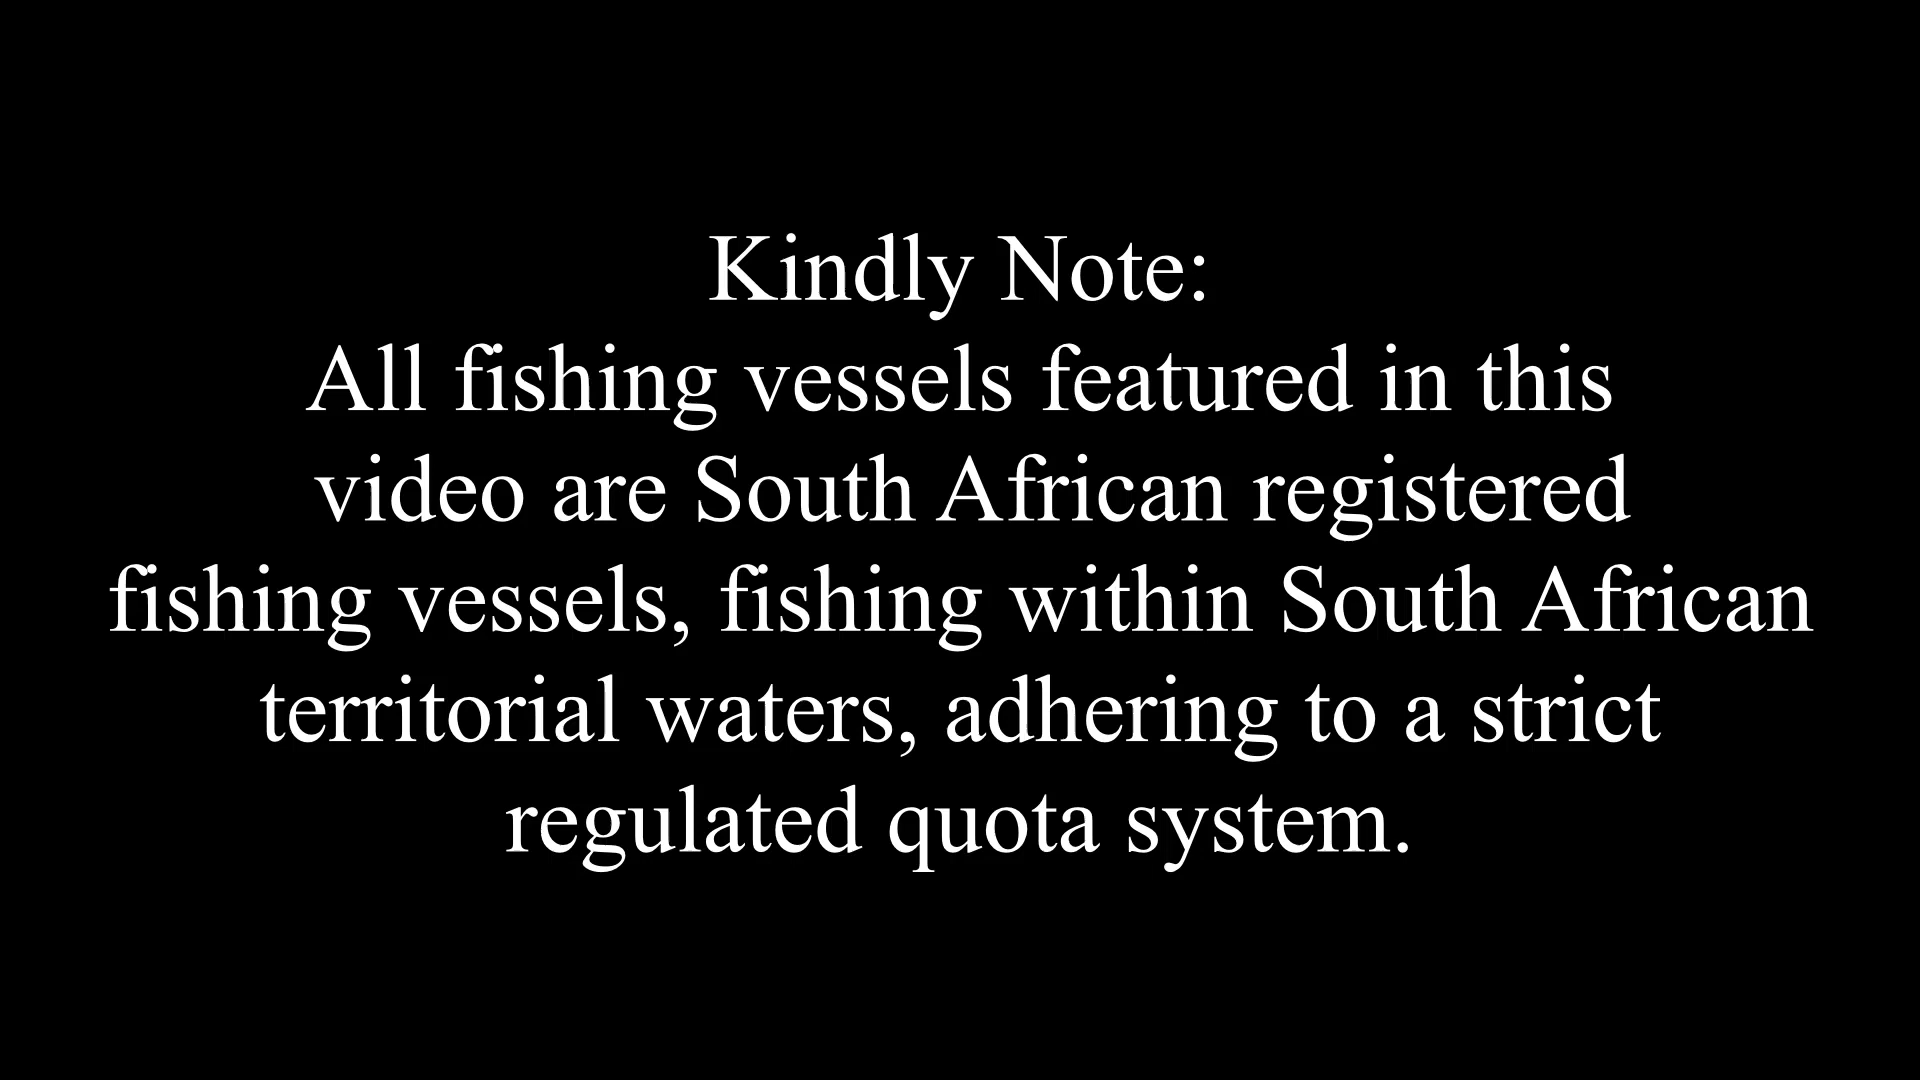 Kindly Note:
All fishing vessels featured in this
video are South African registered
fishing vessels, fishing within South African
territorial waters, adhering to a strict
regulated quota system.